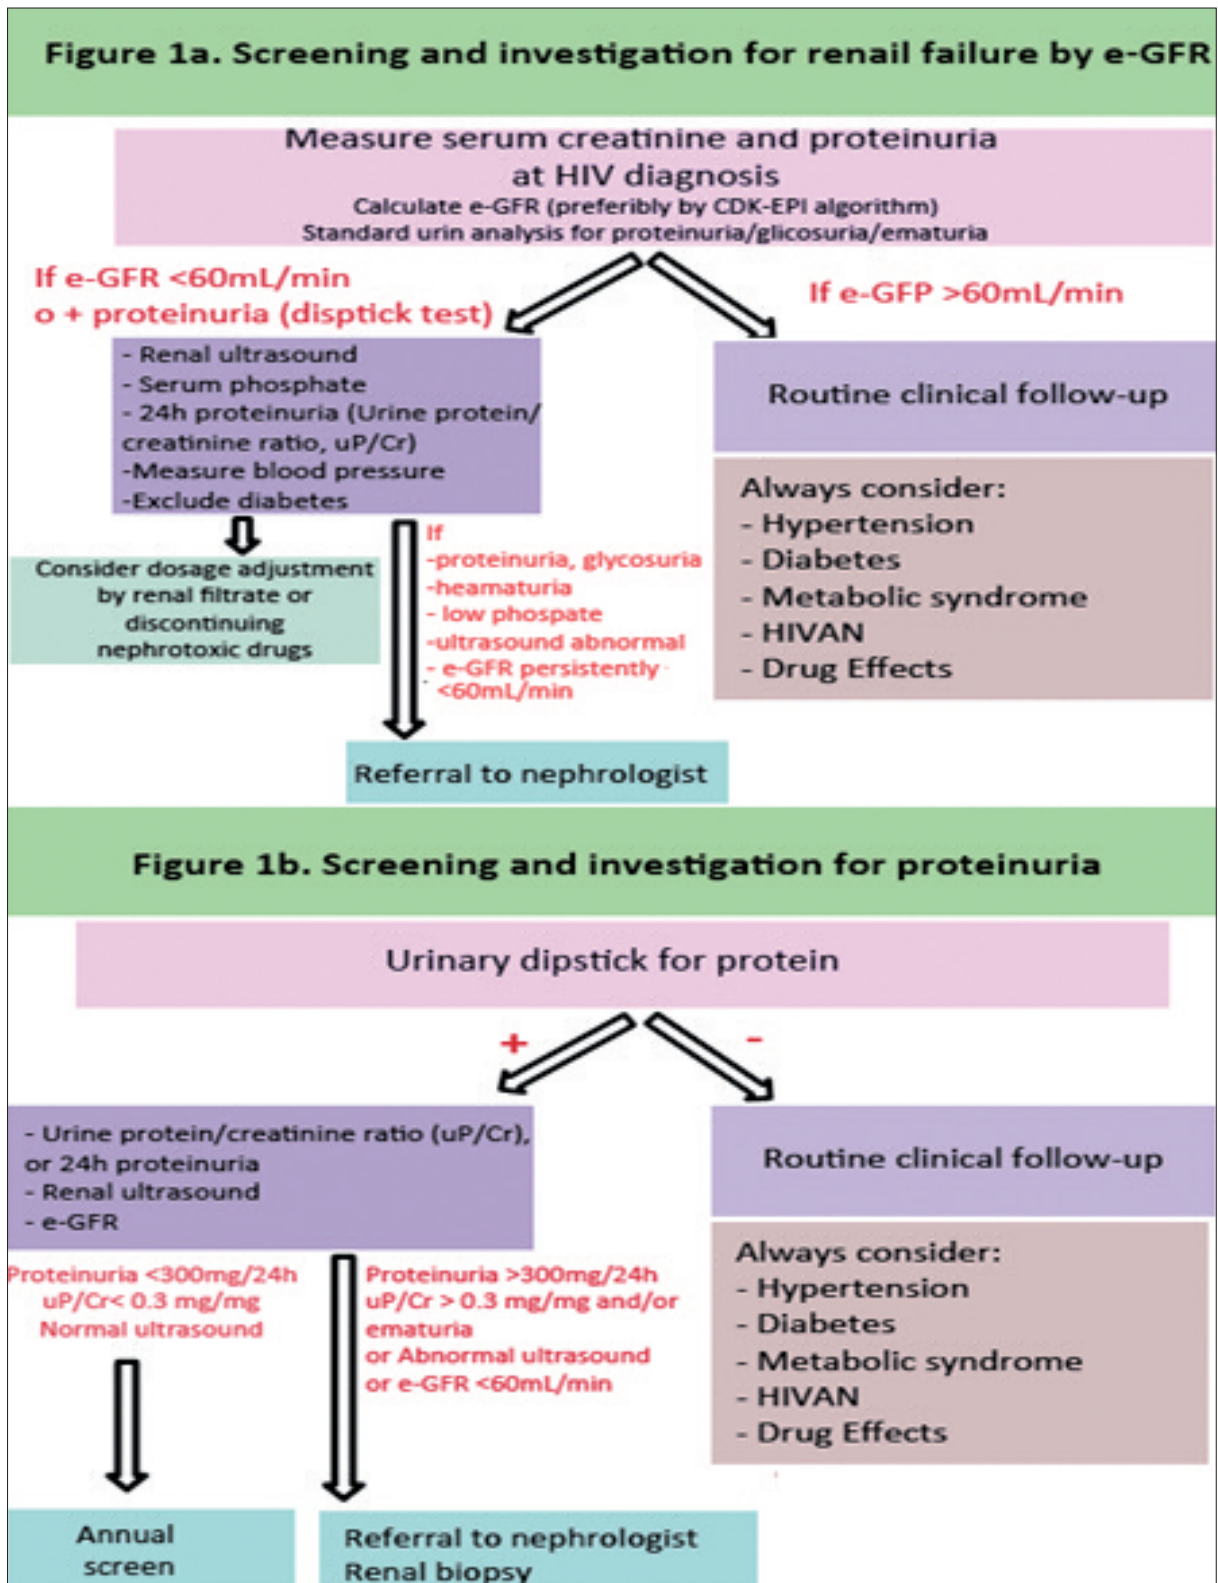 Figure 1a. Screening and investigation for renail failure by e-GFR
Measure serum creatinine and proteinuria
at HIV diagnosis
Calculate e-GFR (preferibly by CDK-EPI algorithm)
Standard urin analysis for proteinuria/glicosuria/ematuria
If e-GFR <60mL/min
o + proteinuria (disptick test)
If e-GFP >60mL/min
- Renal ultrasound
- Serum phosphate
- 24h proteinuria (Urine protein/
creatinine ratio, uP/Cr)
-Measure blood pressure
-Exclude diabetes
Routine clinical follow-up
Always consider:
- Hypertension
- Diabetes
- Metabolic syndrome
- HIVAN
- Drug Effects
Consider dosage adjustment
by renal filtrate or
discontinuing
nephrotoxic drugs
If
-proteinuria, glycosuria
-heamaturia
- low phospate
-ultrasound abnormal
- e-GFR persistently
<60mL/min
Referral to nephrologist
Figure 1b. Screening and investigation for proteinuria
Urinary dipstick for protein
+
-
- Urine protein/creatinine ratio (uP/Cr),
or 24h proteinuria
- Renal ultrasound
- e-GFR
Routine clinical follow-up
Always consider:
- Hypertension
- Diabetes
- Metabolic syndrome
- HIVAN
- Drug Effects
Proteinuria <300mg/24h
uP/Cr< 0.3 mg/mg
Normal ultrasound
Proteinuria >300mg/24h
uP/Cr > 0.3 mg/mg and/or
ematuria
or Abnormal ultrasound
or e-GFR <60mL/min
Annual
screen
Referral to nephrologist
Renal biopsy